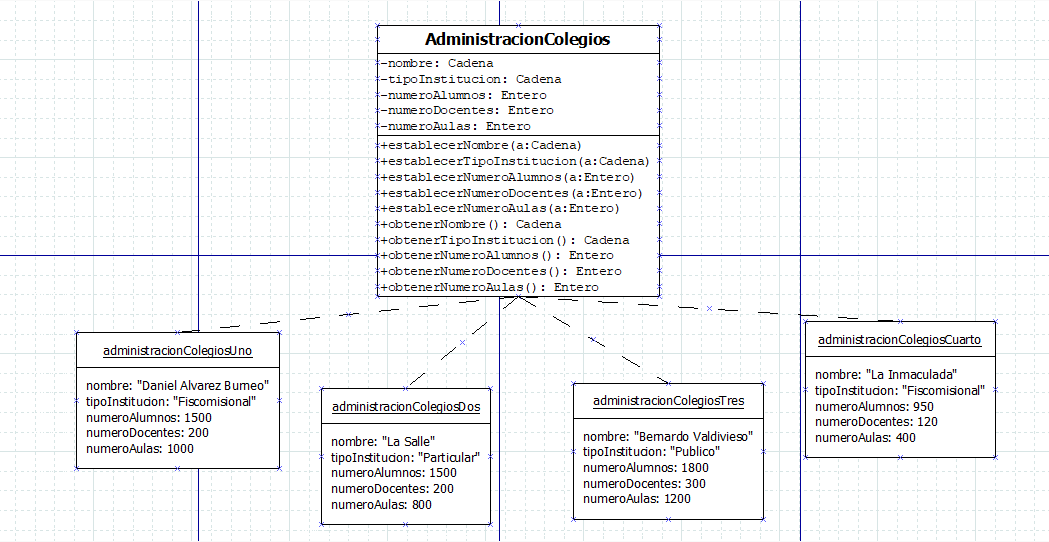 AdministracionColegios
-nombre: Cadena
-tipoInstitucion: Cadena
-numeroAlumnos: Entero
-numeroDocentes: Entero
-numeroAulas: Entero
+establecerNombre(a:Cadena)
+establecerTipoInstitucion(a:Cadena)
+establecerNumeroAlumnos(a:Entero)
+establecerNumeroDocentes(a:Entero)
+establecerNumeroAulas(a:Entero)
+obtenerNombre(): Cadena
+obtenerTipoInstitucion(): Cadena
+obtenerNumeroAlumnos(): Entero
+obtenerNumeroDocentes(): Entero
+obtenerNumeroAulas(): Entero
administracionColegiosUno
nombre: "Daniel Alvarez Burneo"
tipoInstitucion: "Fiscomisional"
numeroAlumnos: 1500
numeroDocentes: 200
numeroAulas: 1000
administracionColegiosDos
nombre: "La Salle"
tipoInstitucion: "Particular"
numeroAlumnos: 1500
numeroDocentes: 200
numeroAulas: 800
administracionColegiosTres
nombre: "Bernardo Valdivieso"
tipoInstitucion: "Publico"
numeroAlumnos: 1800
numeroDocentes: 300
numeroAulas: 1200
administracionColegiosCuarto
nombre: "La Inmaculada"
tipoInstitucion: "Fiscomisional"
numeroAlumnos: 950
numeroDocentes: 120
numeroAulas: 400